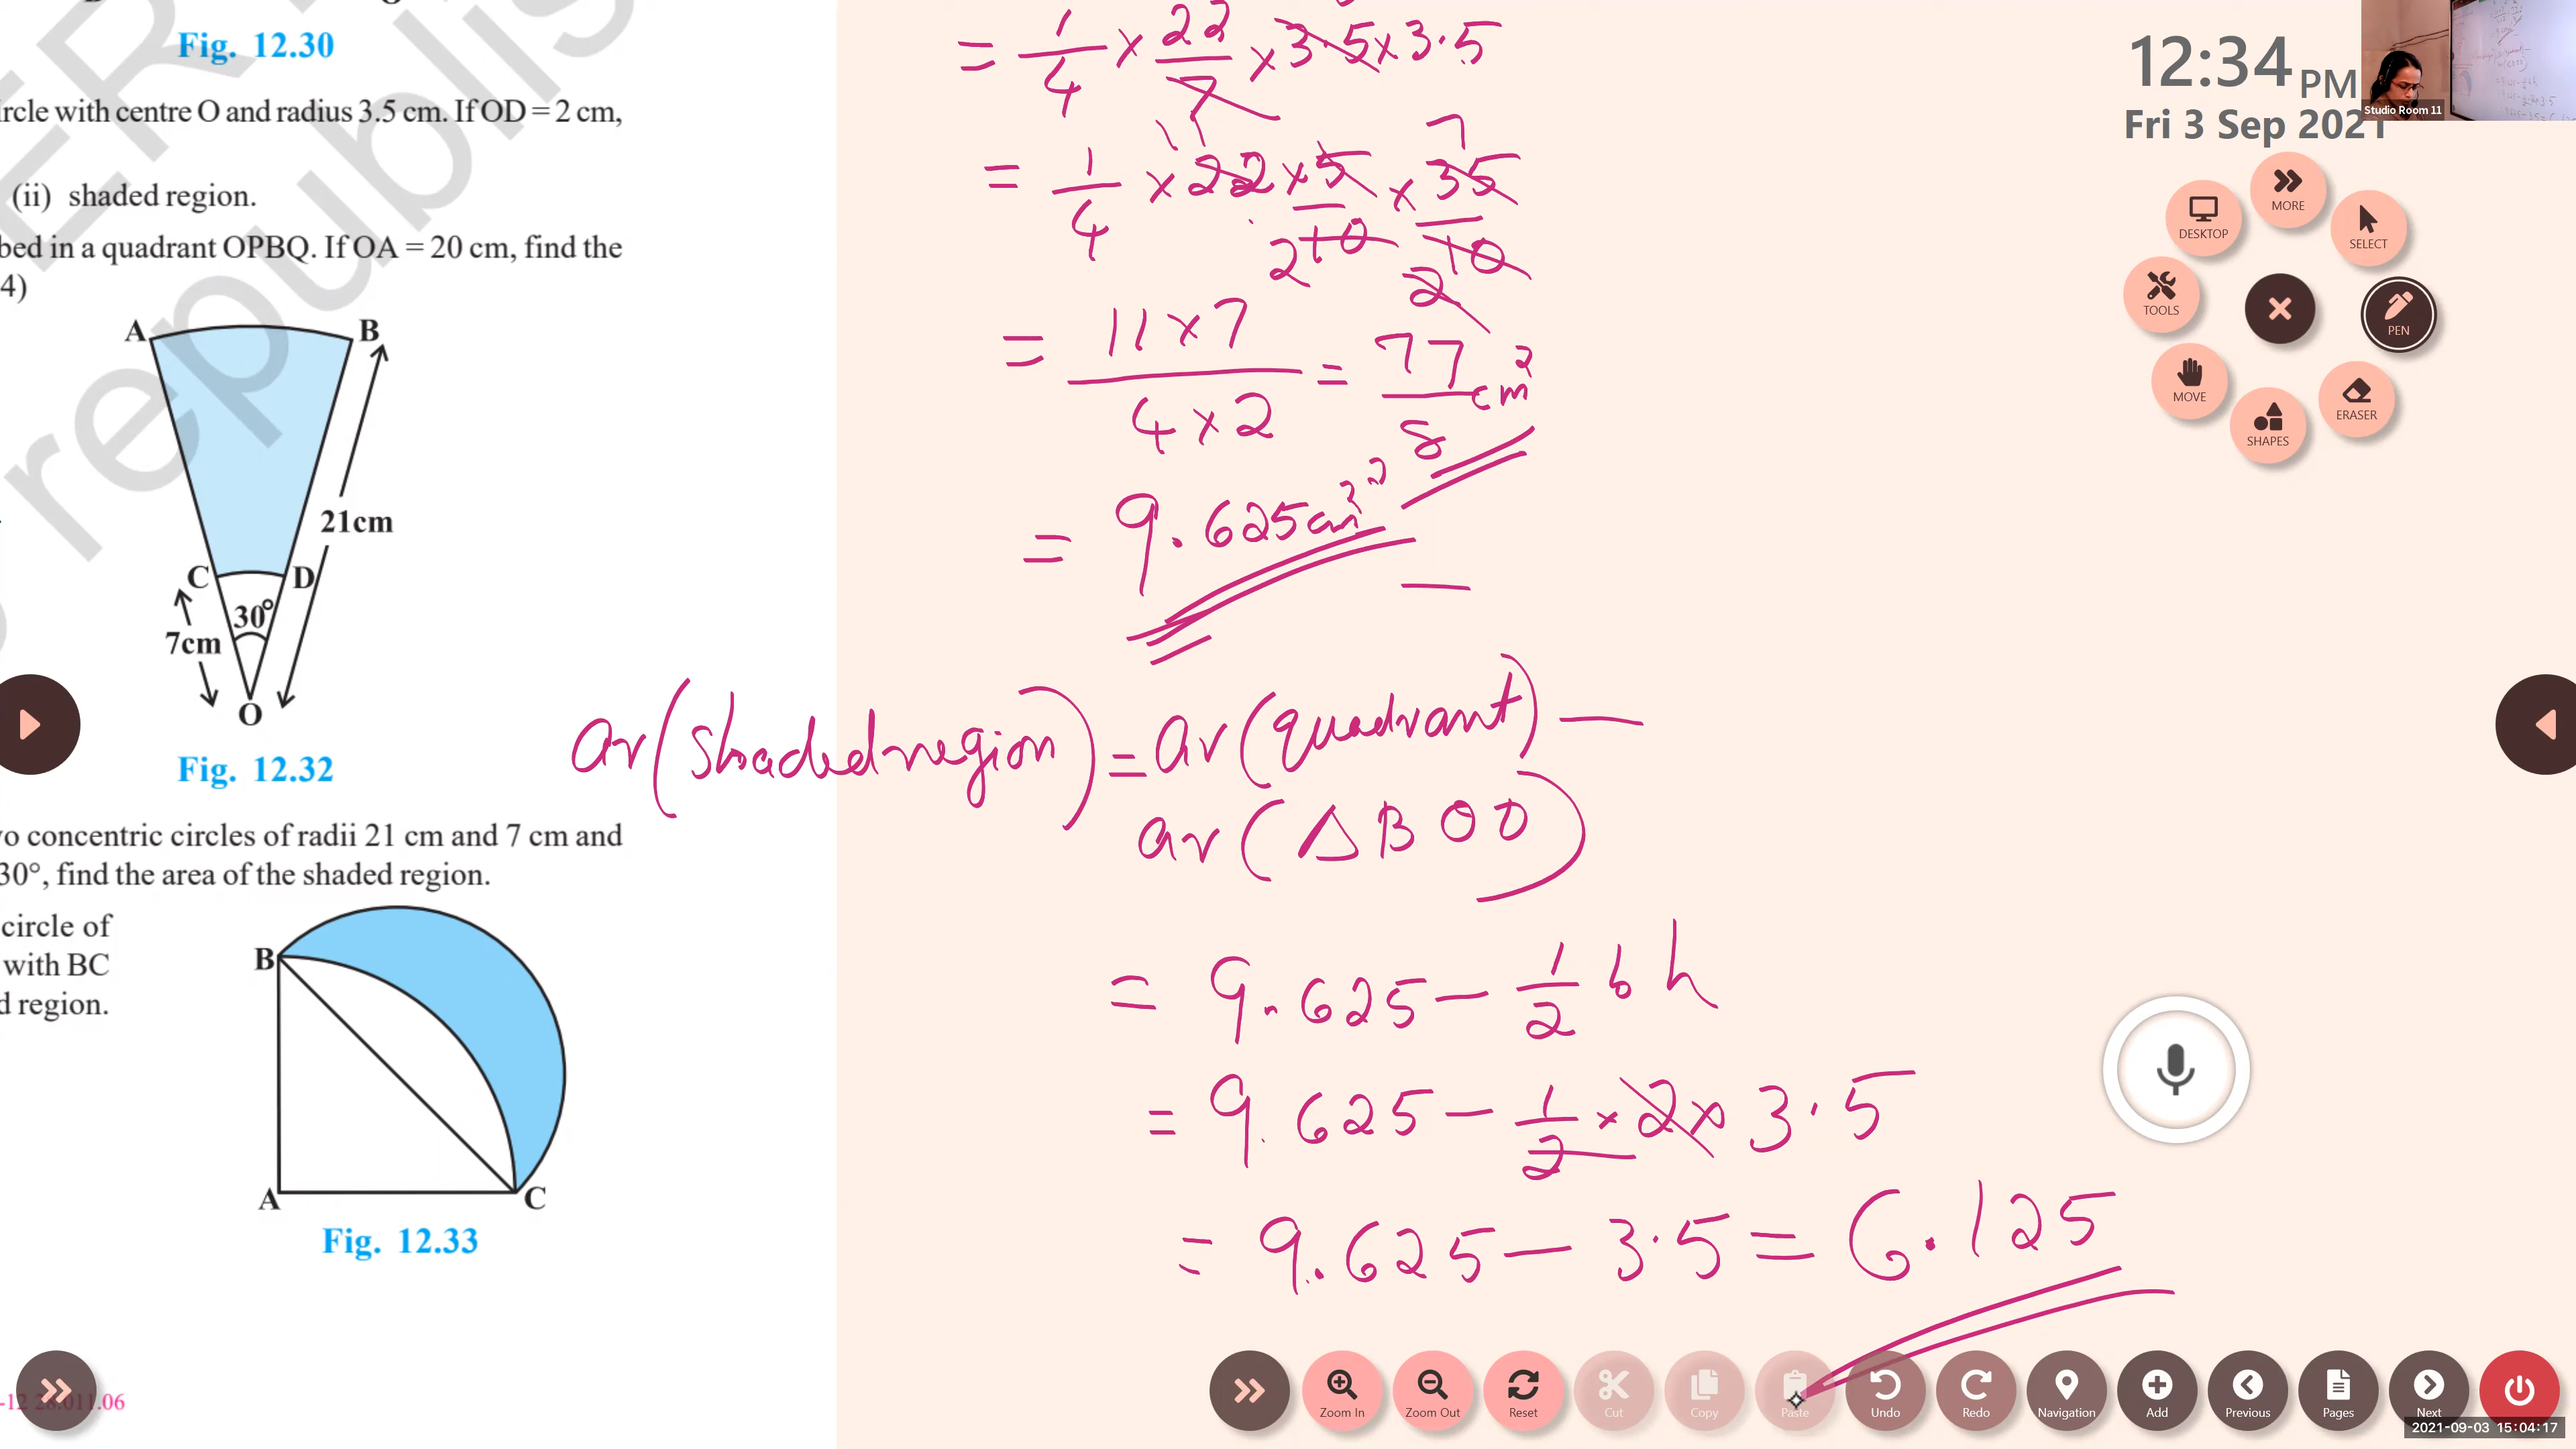 Fig. 12.30
ircle with centre O and radius 3.5 cm. If OD = 2 cm,
(ii) shaded region.
bed in a quadrant OPBQ. If OA = 20 cm, find the
4)
A
B
21cm
C
D
30°
7cm
O
Fig. 12.32
o concentric circles of radii 21 cm and 7 cm and
30°, find the area of the shaded region.
circle of
with BC
d region.
B
A
C
Fig. 12.33
republis
= 1/4 × 22/7 × 3.5 × 3.5
= 1/4 × 22 × 5/10 × 35/10
11 7
2 2
= 11 × 7 / 4 × 2 = 77/8 cm²
= 9.625 cm²
ar(shaded region) = ar(quadrant) —
ar(Δ BOD)
= 9.625 — 1/2 b h
= 9.625 — 1/2 × 2 × 3.5
= 9.625 — 3.5 = 6.125
12:34 PM
Fri 3 Sep 2021
Studio Room 11
MORE
DESKTOP
SELECT
TOOLS
PEN
MOVE
ERASER
SHAPES
Zoom In
Zoom Out
Reset
Cut
Copy
Paste
Undo
Redo
Navigation
Add
Previous
Pages
Next
2021-09-03 15:04:17